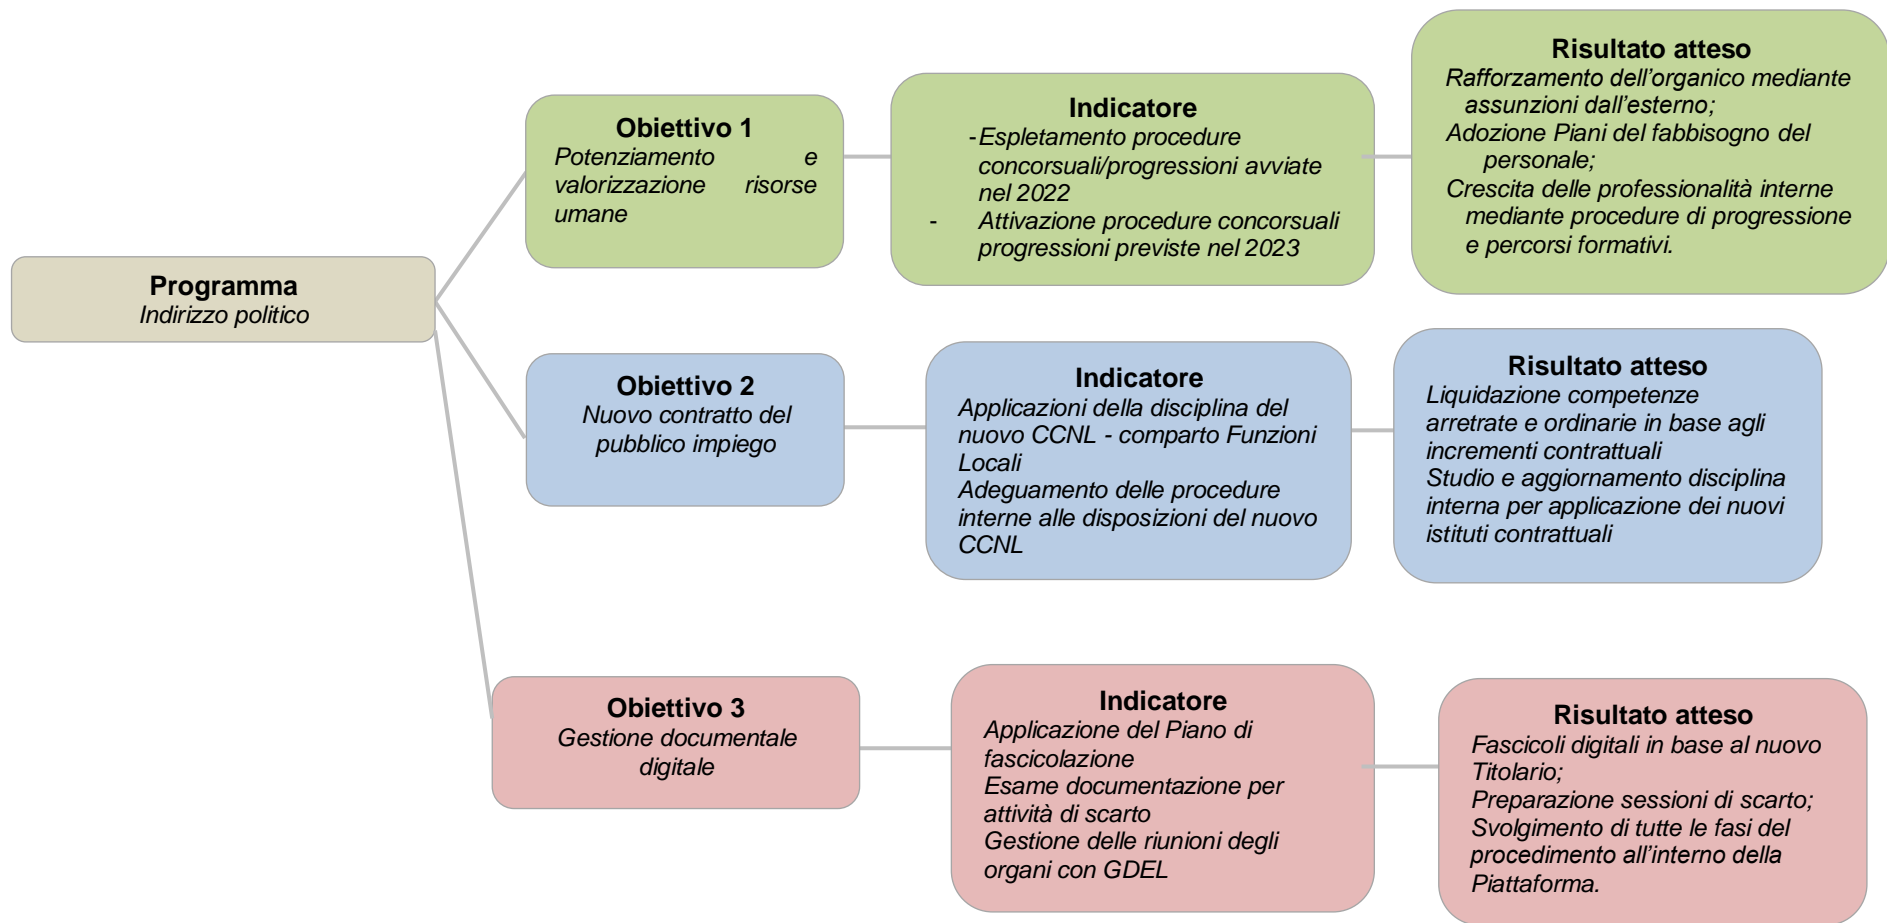 Programma
Indirizzo politico
Obiettivo 1
Potenziamento e
valorizzazione risorse
umane
Indicatore
-Espletamento procedure
concorsuali/progressioni avviate
nel 2022
- Attivazione procedure concorsuali
progressioni previste nel 2023
Risultato atteso
Rafforzamento dell’organico mediante
assunzioni dall’esterno;
Adozione Piani del fabbisogno del
personale;
Crescita delle professionalità interne
mediante procedure di progressione
e percorsi formativi.
Obiettivo 2
Nuovo contratto del
pubblico impiego
Indicatore
Applicazioni della disciplina del
nuovo CCNL - comparto Funzioni
Locali
Adeguamento delle procedure
interne alle disposizioni del nuovo
CCNL
Risultato atteso
Liquidazione competenze
arretrate e ordinarie in base agli
incrementi contrattuali
Studio e aggiornamento disciplina
interna per applicazione dei nuovi
istituti contrattuali
Obiettivo 3
Gestione documentale
digitale
Indicatore
Applicazione del Piano di
fascicolazione
Esame documentazione per
attività di scarto
Gestione delle riunioni degli
organi con GDEL
Risultato atteso
Fascicoli digitali in base al nuovo
Titolario;
Preparazione sessioni di scarto;
Svolgimento di tutte le fasi del
procedimento all’interno della
Piattaforma.